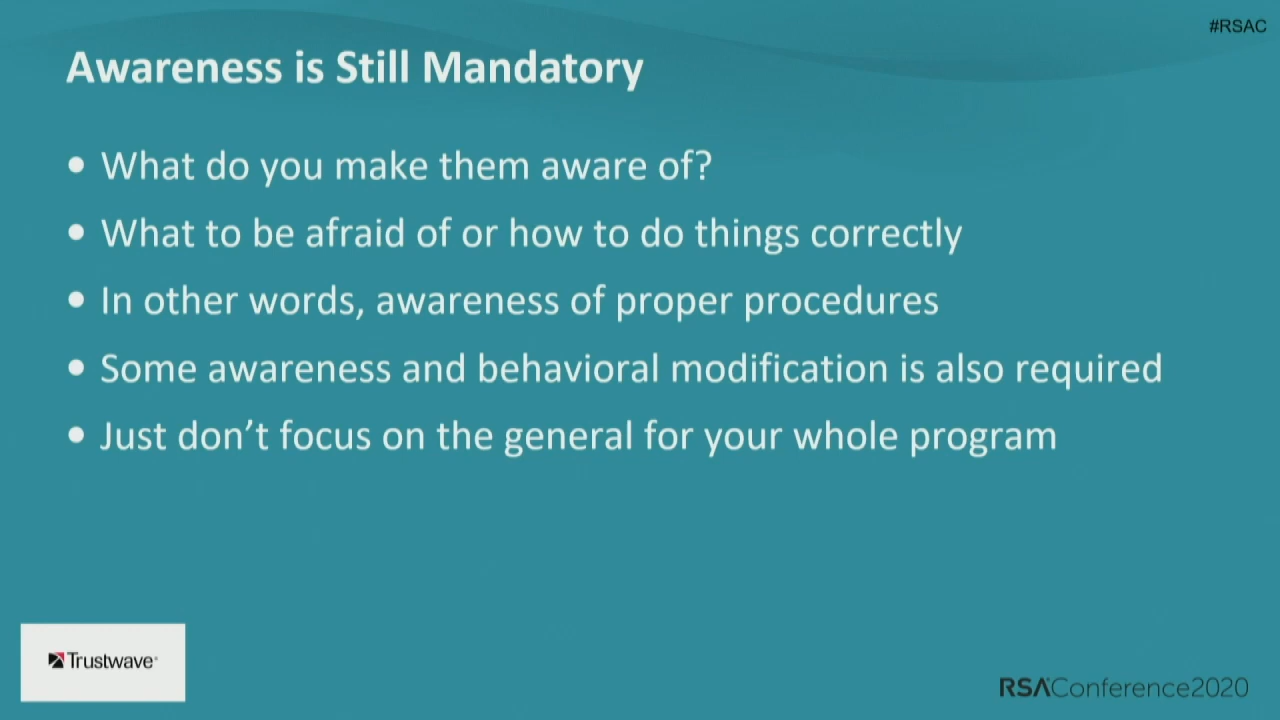 #RSAC
Awareness is Still Mandatory
• What do you make them aware of?
• What to be afraid of or how to do things correctly
• In other words, awareness of proper procedures
• Some awareness and behavioral modification is also required
• Just don’t focus on the general for your whole program
Trustwave®
RSAConference2020